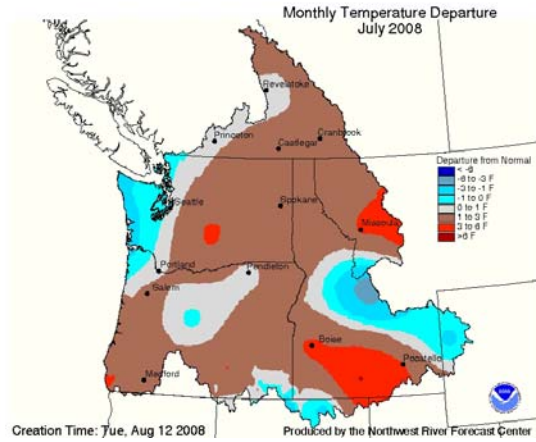 Monthly Temperature Departure
July 2008
Revelstoke
Princeton
Cranbrook
Castlegar
Departure from Normal
< -6
-6 to -3 F
-3 to -1 F
-1 to 0 F
0 to 1 F
1 to 3 F
3 to 6 F
>6 F
Seattle
Spokane
Missoula
Portland
Pendleton
Salem
Boise
Pocatello
Medford
Creation Time: Tue, Aug 12 2008
Produced by the Northwest River Forecast Center